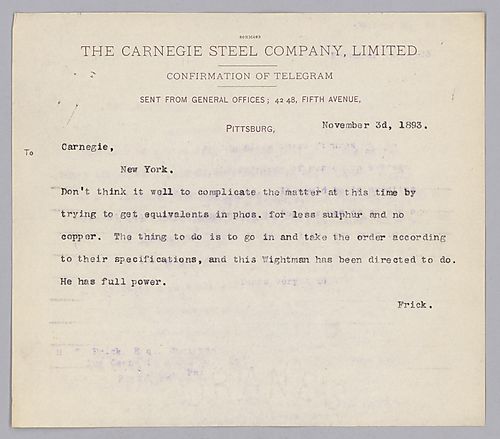 THE CARNEGIE STEEL COMPANY, LIMITED
CONFIRMATION OF TELEGRAM
SENT FROM GENERAL OFFICES; 42-48, FIFTH AVENUE,
PITTSBURG, November 3d, 1893.
To Carnegie,
New York.
Don't think it well to complicate the matter at this time by
trying to get equivalents in phos. for less sulphur and no
copper. The thing to do is to go in and take the order according
to their specifications, and this Wightman has been directed to do.
He has full power.
Frick.